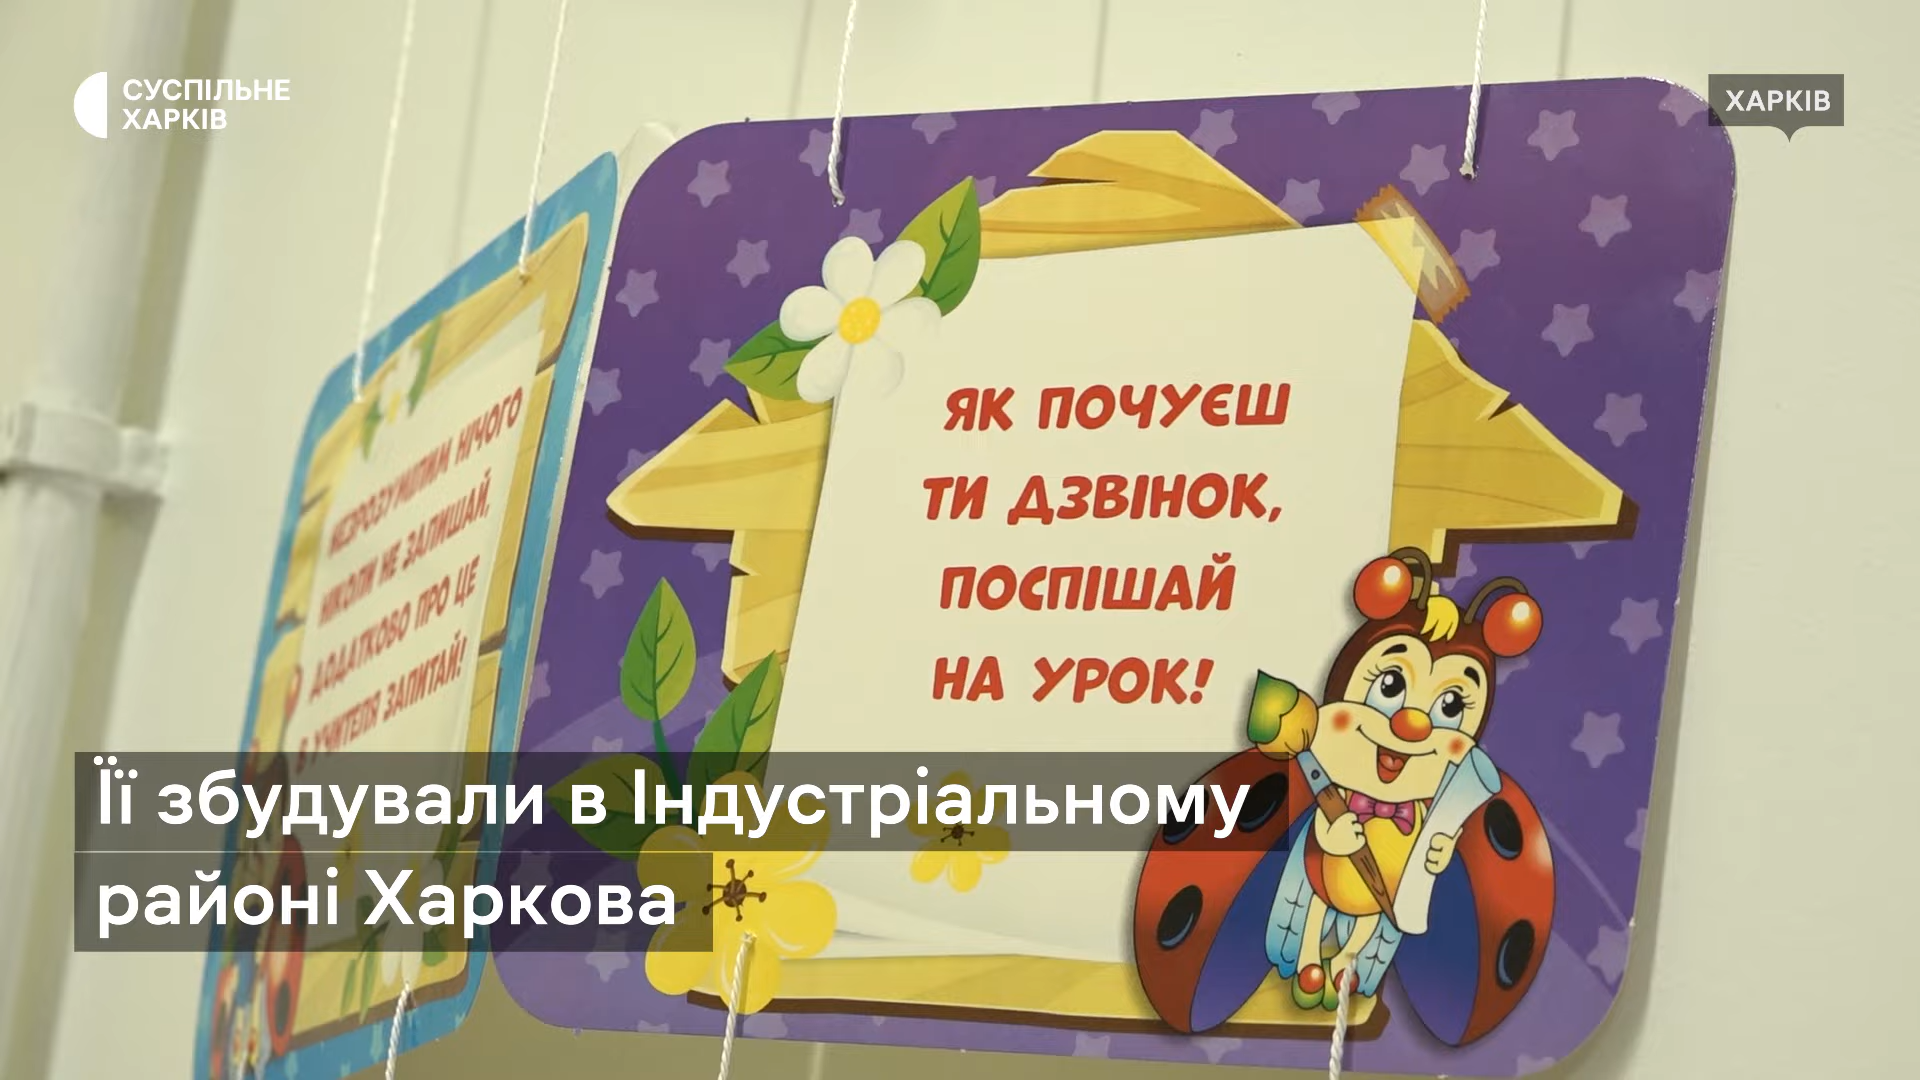 СУСПІЛЬНЕ
ХАРКІВ
ХАРКІВ
ЯК ПОЧУЄШ
ТИ ДЗВІНОК,
ПОСПІШАЙ
НА УРОК!
НЕЗРОЗУМІЛИМ НІЧОГО
НІКОЛИ НЕ ЗАЛИШАЙ,
ДОДАТКОВО ПРО ЦЕ
В УЧИТЕЛЯ ЗАПИТАЙ!
Її збудували в Індустріальному
районі Харкова